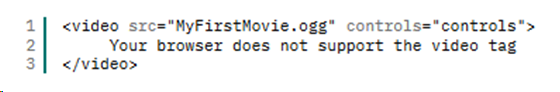 1 <video src="MyFirstMovie.ogg" controls="controls">
2 Your browser does not support the video tag
3 </video>